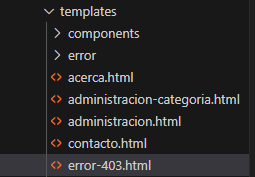 templates
components
error
acerca.html
administracion-categoria.html
administracion.html
contacto.html
error-403.html